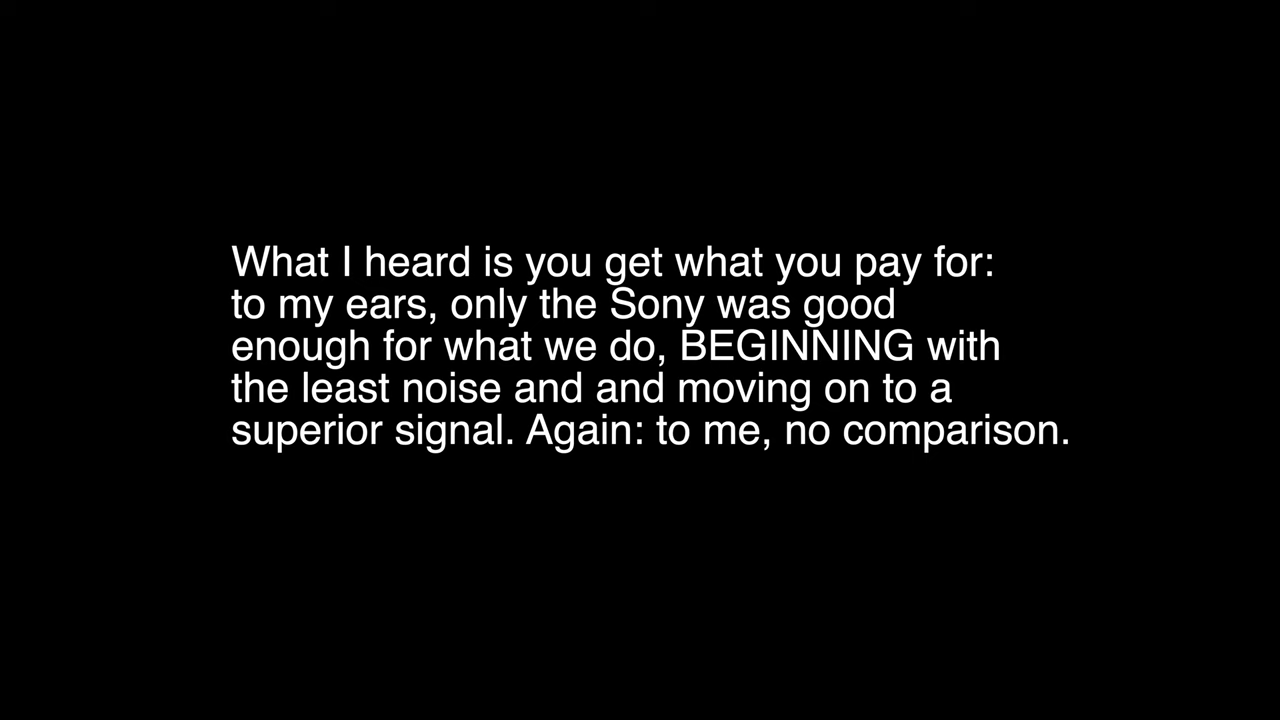 What I heard is you get what you pay for:
to my ears, only the Sony was good
enough for what we do, BEGINNING with
the least noise and and moving on to a
superior signal. Again: to me, no comparison.